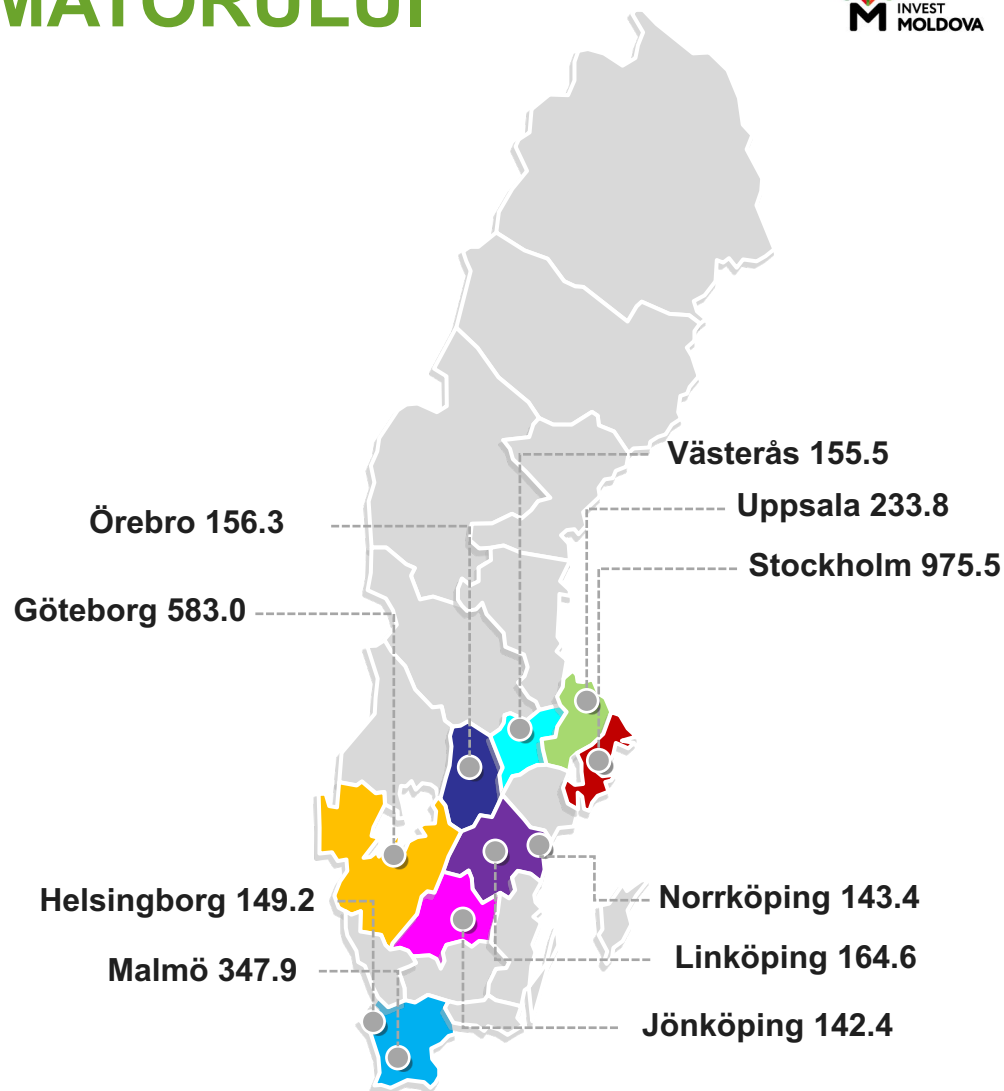 MATORULUI
INVEST
MOLDOVA
Västerås 155.5
Uppsala 233.8
Örebro 156.3
Stockholm 975.5
Göteborg 583.0
Helsingborg 149.2
Norrköping 143.4
Linköping 164.6
Malmö 347.9
Jönköping 142.4